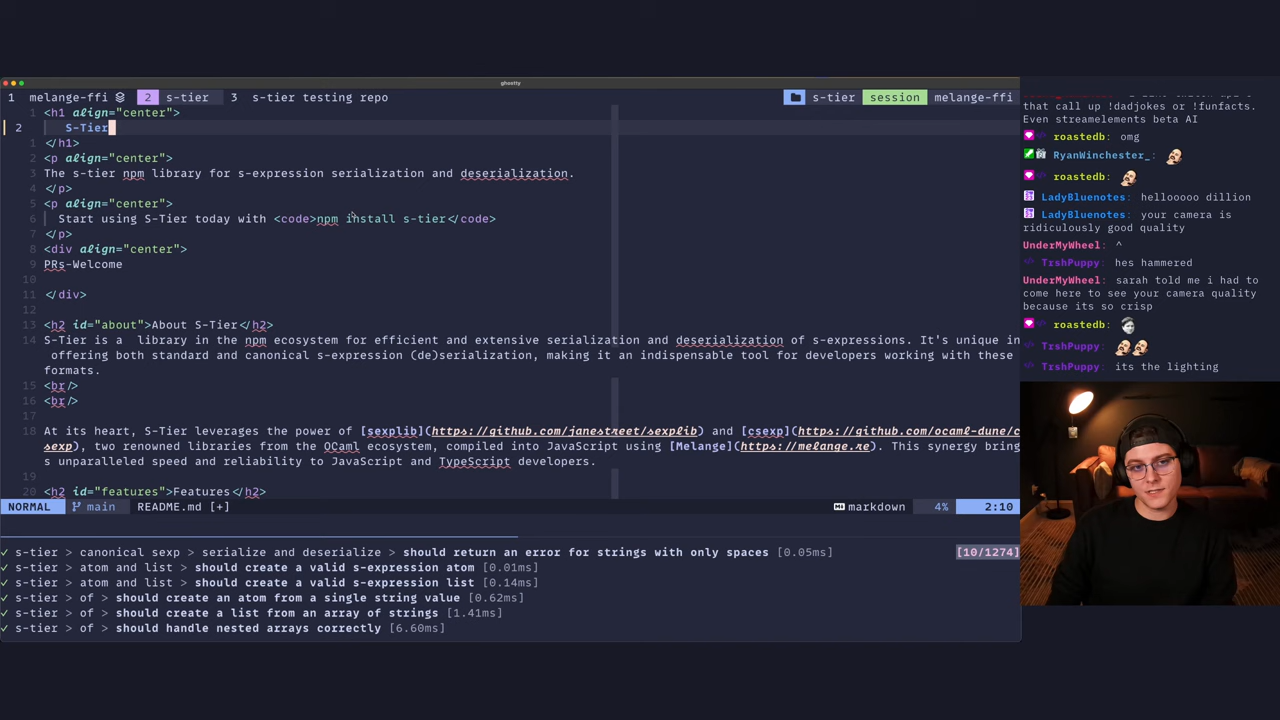 ghostty
1 melange-ffi 2 s-tier 3 s-tier testing repo s-tier session melange-ffi
1 <h1 align="center">
2 S-Tier
1 </h1>
2 <p align="center">
3 The s-tier npm library for s-expression serialization and deserialization.
4 </p>
5 <p align="center">
6 Start using S-Tier today with <code>npm install s-tier</code>
7 </p>
8 <div align="center">
9 PRs-Welcome
10
11 </div>
12
13 <h2 id="about">About S-Tier</h2>
14 S-Tier is a  library in the npm ecosystem for efficient and extensive serialization and deserialization of s-expressions. It's unique in
offering both standard and canonical s-expression (de)serialization, making it an indispensable tool for developers working with these
formats.
15 <br/>
16 <br/>
17
18 At its heart, S-Tier leverages the power of [sexplib](https://github.com/janestreet/sexplib) and [csexp](https://github.com/ocaml-dune/c
sexp), two renowned libraries from the OCaml ecosystem, compiled into JavaScript using [Melange](https://melange.re). This synergy bring
s unparalleled speed and reliability to JavaScript and TypeScript developers.
19
20 <h2 id="features">Features</h2>
NORMAL main README.md [+] markdown 4% 2:10
✓ s-tier > canonical sexp > serialize and deserialize > should return an error for strings with only spaces [0.05ms] [10/1274]
✓ s-tier > atom and list > should create a valid s-expression atom [0.01ms]
✓ s-tier > atom and list > should create a valid s-expression list [0.14ms]
✓ s-tier > of > should create an atom from a single string value [0.62ms]
✓ s-tier > of > should create a list from an array of strings [1.41ms]
✓ s-tier > of > should handle nested arrays correctly [6.60ms]
that call up !dadjokes or !funfacts.
Even streamelements beta AI
roastedb: omg
RyanWinchester_:
roastedb:
LadyBluenotes: hellooooo dillion
LadyBluenotes: your camera is
ridiculously good quality
UnderMyWheel: ^
TrshPuppy: hes hammered
UnderMyWheel: sarah told me i had to
come here to see your camera quality
because its so crisp
roastedb:
TrshPuppy:
TrshPuppy: its the lighting